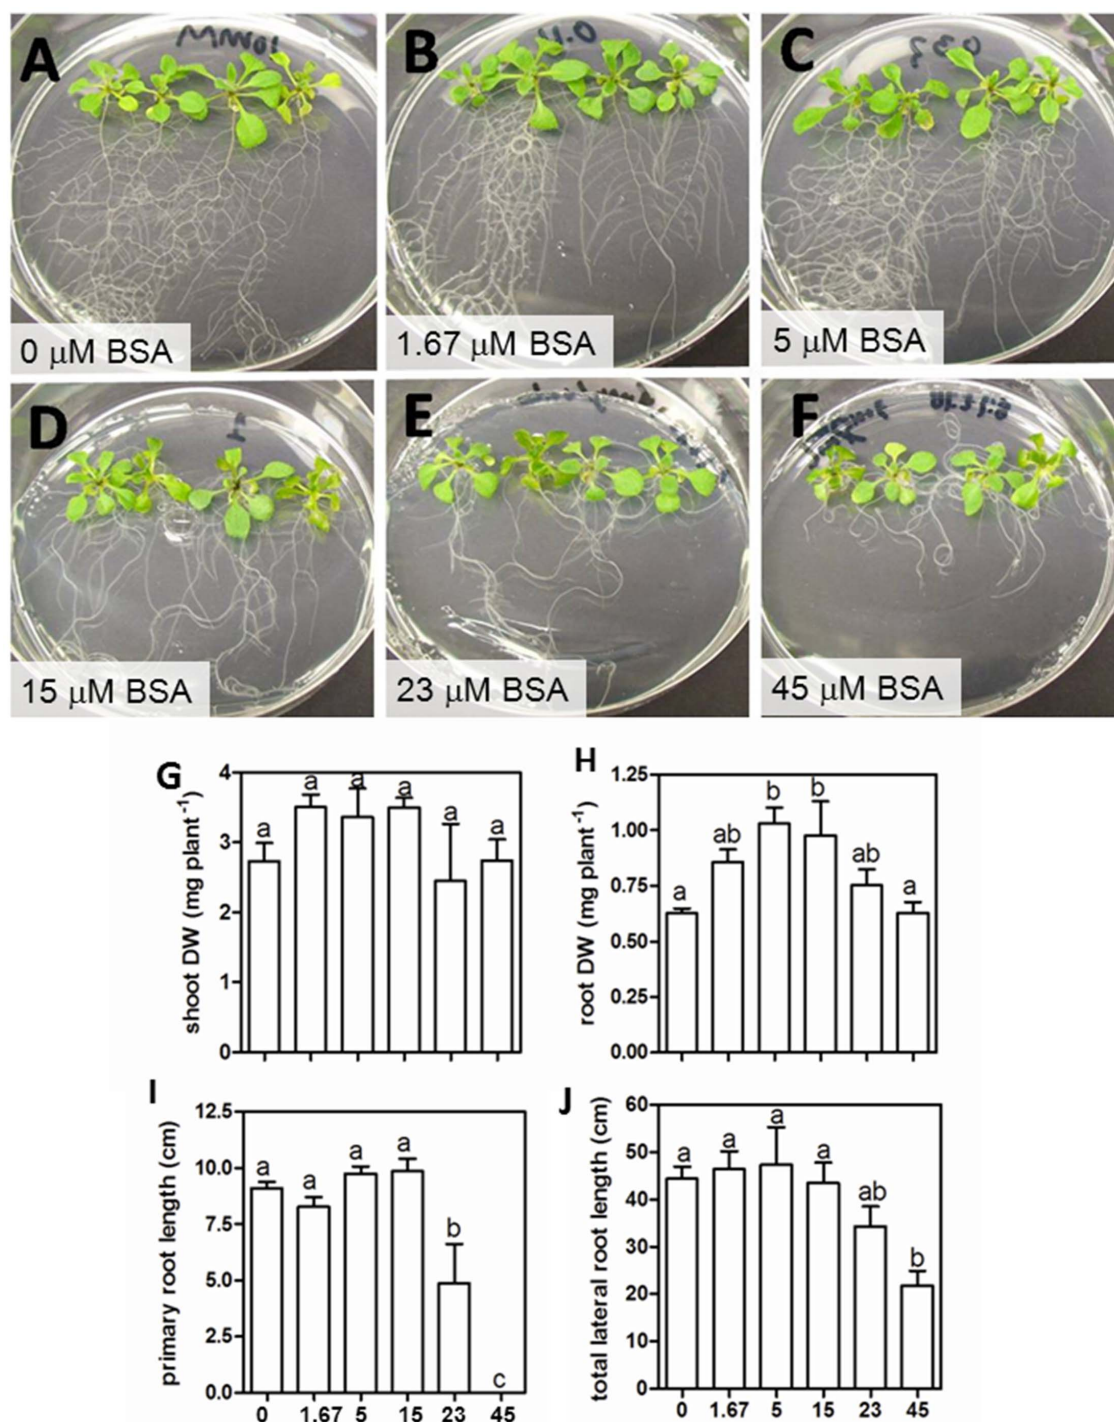 A
10mM
0 μM BSA
B
1.67 μM BSA
C
5 μM BSA
D
15 μM BSA
E
23 μM BSA
F
45 μM BSA
G
shoot DW (mg plant⁻¹)
4
3
2
1
0
a a a a a a
H
root DW (mg plant⁻¹)
1.25
1.00
0.75
0.50
0.25
0.00
a ab b b ab a
I
primary root length (cm)
12.5
10.0
7.5
5.0
2.5
0.0
a a a a b c
0 1.67 5 15 23 45
J
total lateral root length (cm)
60
50
40
30
20
10
0
a a a a ab b
0 1.67 5 15 23 45